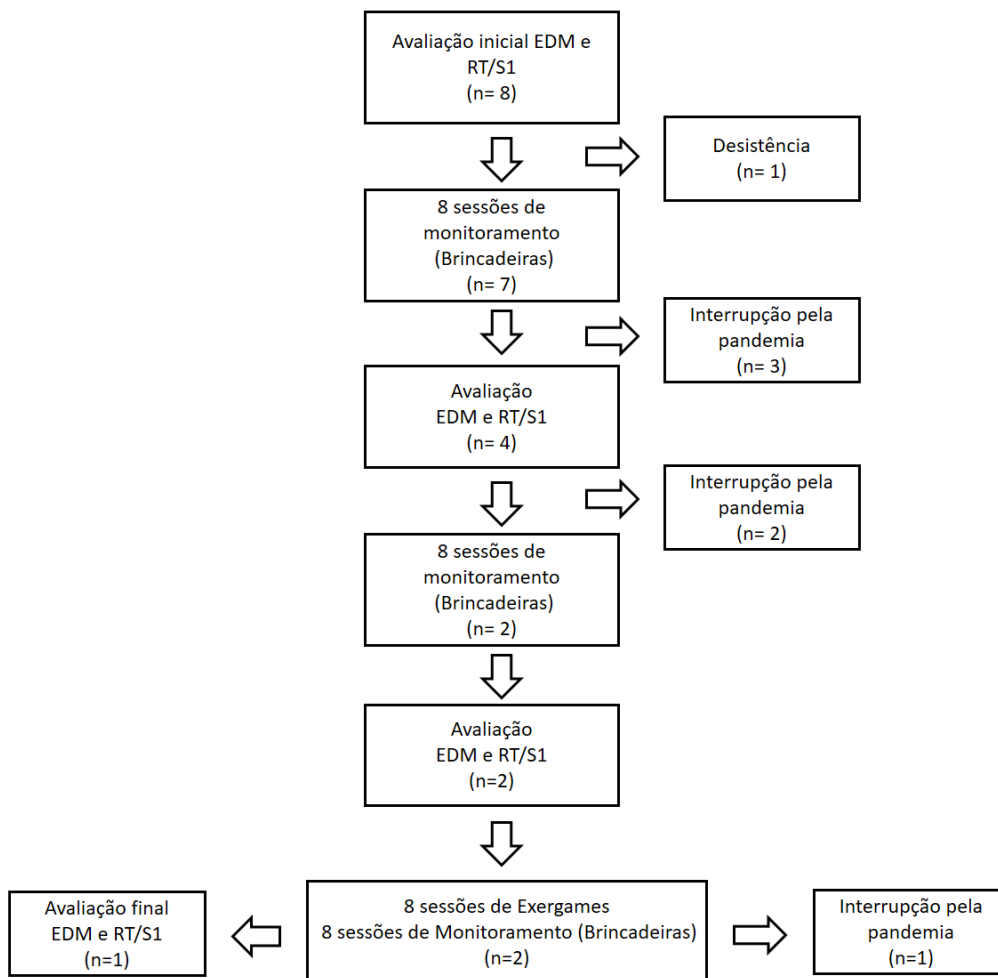 Avaliação inicial EDM e
RT/S1
(n= 8)
Desistência
(n= 1)
8 sessões de
monitoramento
(Brincadeiras)
(n= 7)
Interrupção pela
pandemia
(n= 3)
Avaliação
EDM e RT/S1
(n= 4)
Interrupção pela
pandemia
(n= 2)
8 sessões de
monitoramento
(Brincadeiras)
(n= 2)
Avaliação
EDM e RT/S1
(n=2)
8 sessões de Exergames
8 sessões de Monitoramento (Brincadeiras)
(n=2)
Avaliação final
EDM e RT/S1
(n=1)
Interrupção pela
pandemia
(n=1)